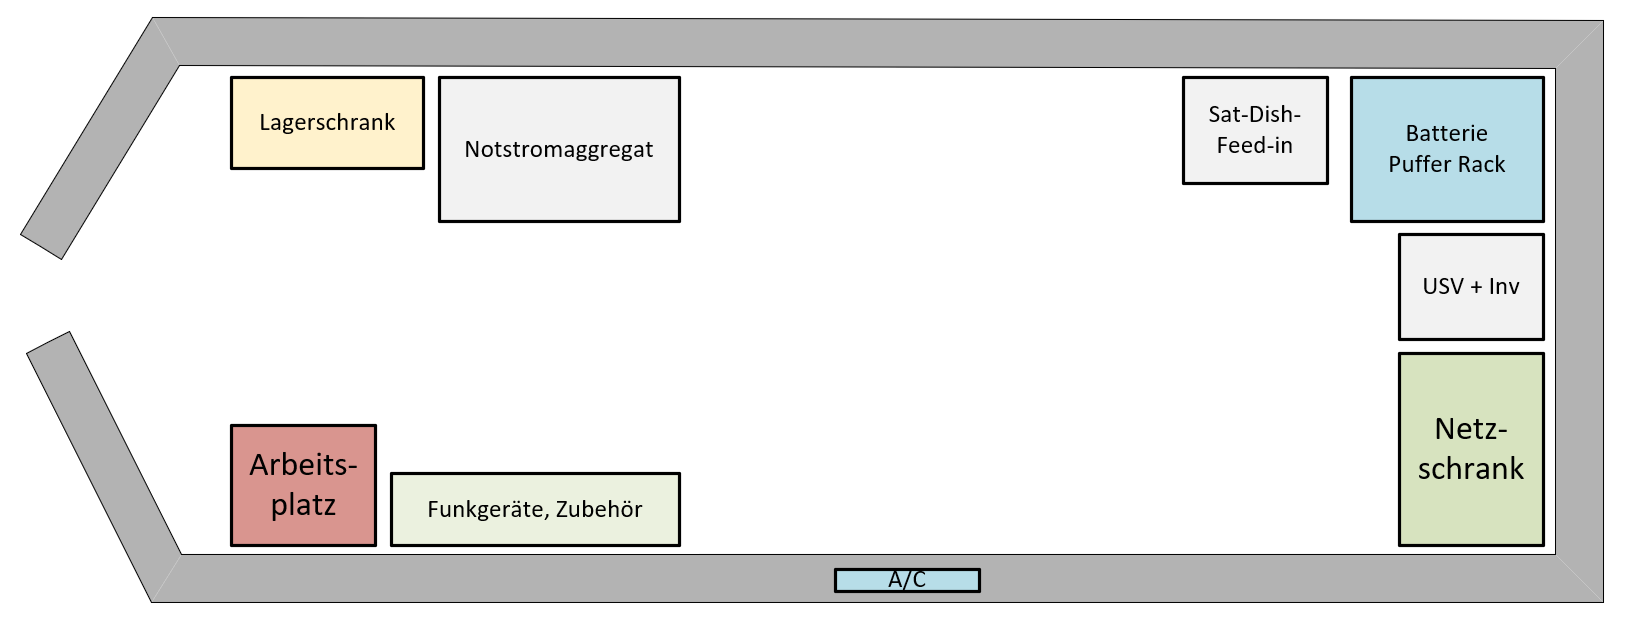 Lagerschrank
Notstromaggregat
Sat-Dish-
Feed-in
Batterie
Puffer Rack
USV + Inv
Netz-
schrank
Arbeits-
platz
Funkgeräte, Zubehör
A/C